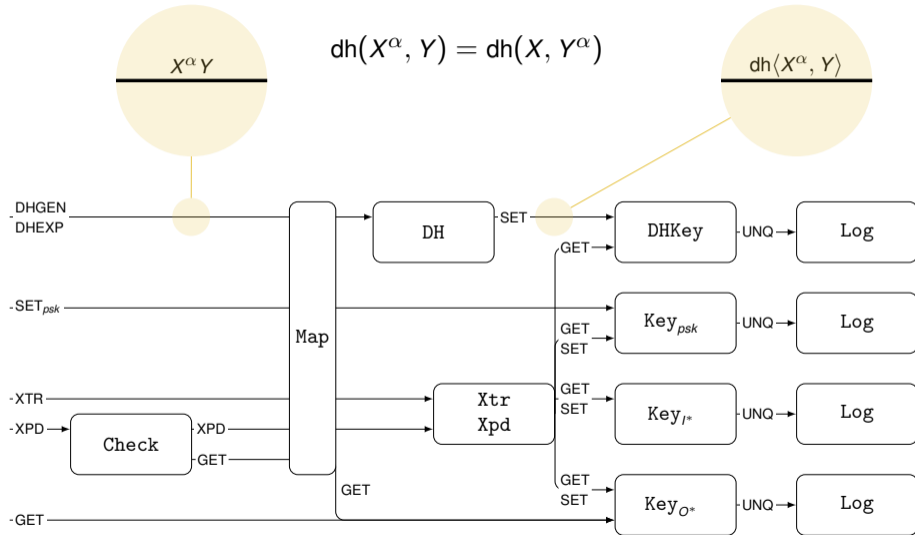 dh(X^α, Y) = dh(X, Y^α)
X^α Y
dh⟨X^α, Y⟩
DHGEN
DHEXP
DH
SET
DHKey
UNQ
Log
GET
SET_psk
Map
Key_psk
UNQ
Log
GET
SET
XTR
Xtr
Xpd
GET
SET
Key_I*
UNQ
Log
XPD
Check
XPD
GET
GET
GET
SET
Key_O*
UNQ
Log
GET